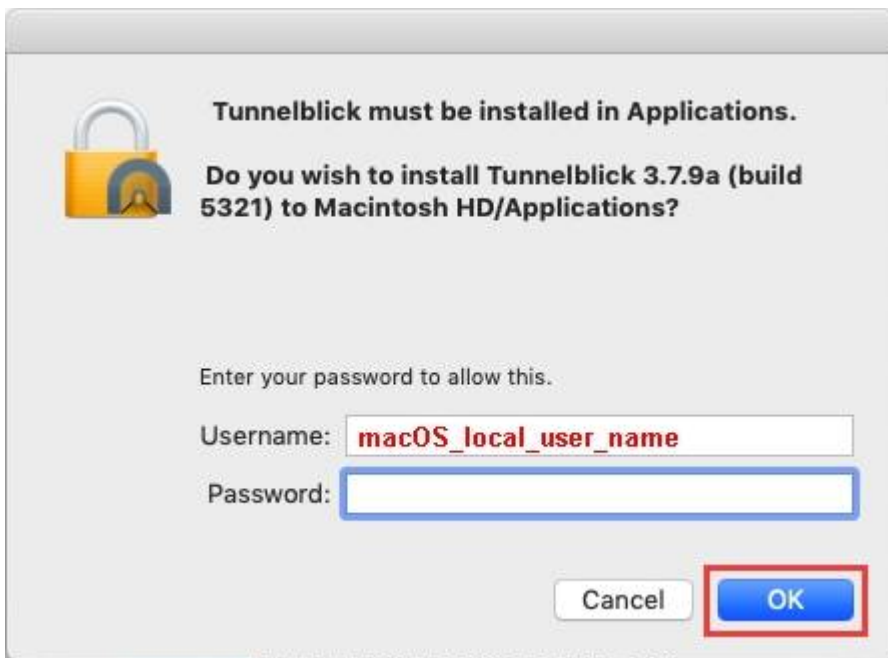 Tunnelblick must be installed in Applications.
Do you wish to install Tunnelblick 3.7.9a (build
5321) to Macintosh HD/Applications?
Enter your password to allow this.
Username: macOS_local_user_name
Password:
Cancel OK